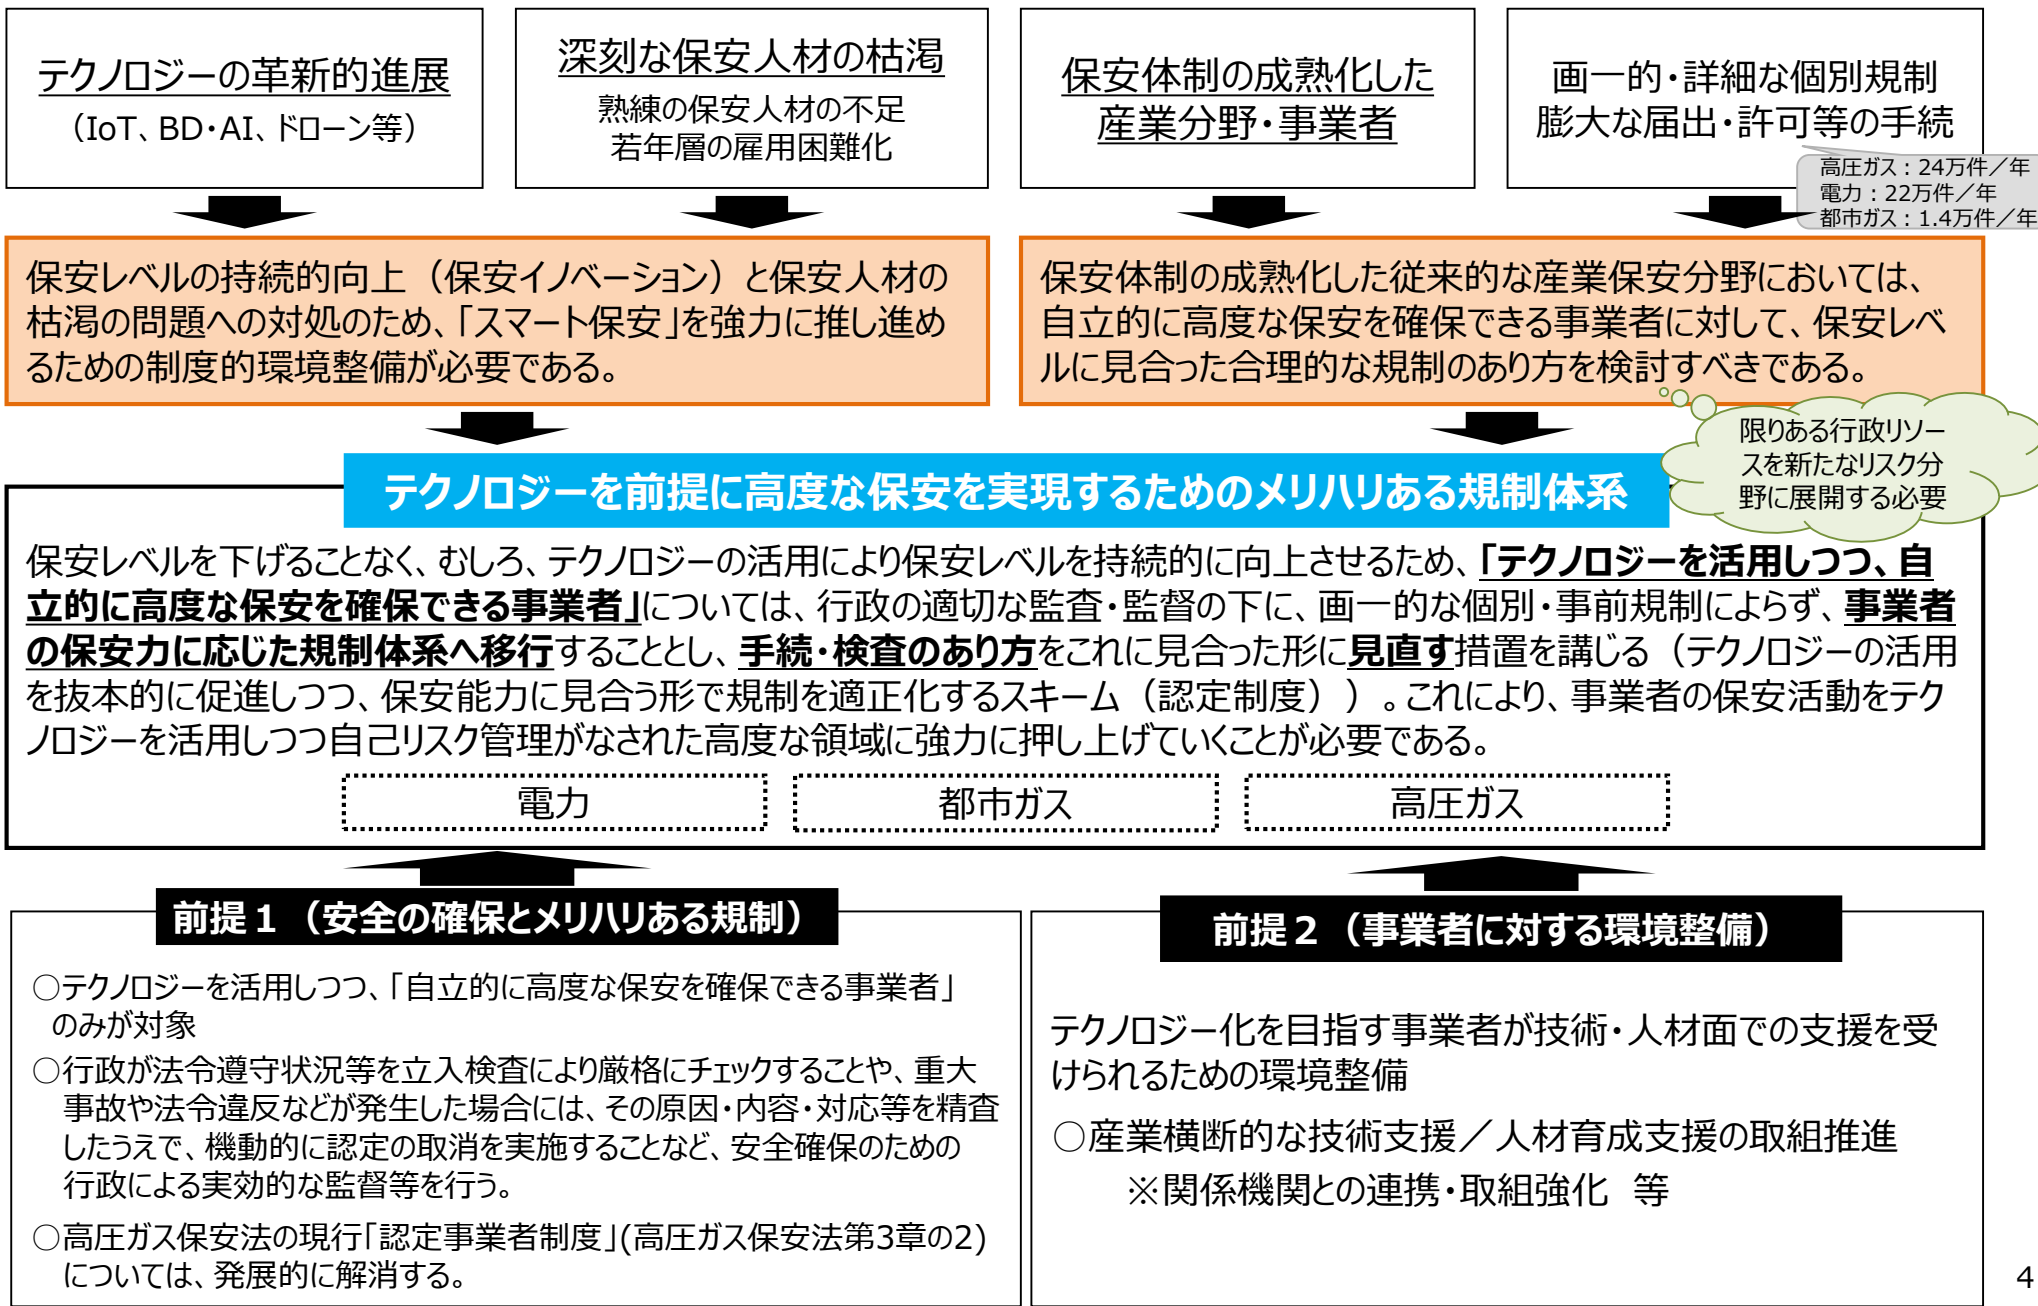 テクノロジーの革新的進展
（IoT、BD・AI、ドローン等）
深刻な保安人材の枯渇
熟練の保安人材の不足
若年層の雇用困難化
保安体制の成熟化した
産業分野・事業者
画一的・詳細な個別規制
膨大な届出・許可等の手続
高圧ガス：24万件／年
電力：22万件／年
都市ガス：1.4万件／年
保安レベルの持続的向上（保安イノベーション）と保安人材の
枯渇の問題への対処のため、「スマート保安」を強力に推し進め
るための制度的環境整備が必要である。
保安体制の成熟化した従来的な産業保安分野においては、
自立的に高度な保安を確保できる事業者に対して、保安レベ
ルに見合った合理的な規制のあり方を検討すべきである。
限りある行政リソー
スを新たなリスク分
野に展開する必要
テクノロジーを前提に高度な保安を実現するためのメリハリある規制体系
保安レベルを下げることなく、むしろ、テクノロジーの活用により保安レベルを持続的に向上させるため、「テクノロジーを活用しつつ、自
立的に高度な保安を確保できる事業者」については、行政の適切な監査・監督の下に、画一的な個別・事前規制によらず、事業者
の保安力に応じた規制体系へ移行することとし、手続・検査のあり方をこれに見合った形に見直す措置を講じる（テクノロジーの活用
を抜本的に促進しつつ、保安能力に見合う形で規制を適正化するスキーム（認定制度））。これにより、事業者の保安活動をテク
ノロジーを活用しつつ自己リスク管理がなされた高度な領域に強力に押し上げていくことが必要である。
電力
都市ガス
高圧ガス
前提１（安全の確保とメリハリある規制）
○テクノロジーを活用しつつ、「自立的に高度な保安を確保できる事業者」
のみが対象
○行政が法令遵守状況等を立入検査により厳格にチェックすることや、重大
事故や法令違反などが発生した場合には、その原因・内容・対応等を精査
したうえで、機動的に認定の取消を実施することなど、安全確保のための
行政による実効的な監督等を行う。
○高圧ガス保安法の現行「認定事業者制度」(高圧ガス保安法第3章の2)
については、発展的に解消する。
前提２（事業者に対する環境整備）
テクノロジー化を目指す事業者が技術・人材面での支援を受
けられるための環境整備
○産業横断的な技術支援／人材育成支援の取組推進
※関係機関との連携・取組強化　等
4